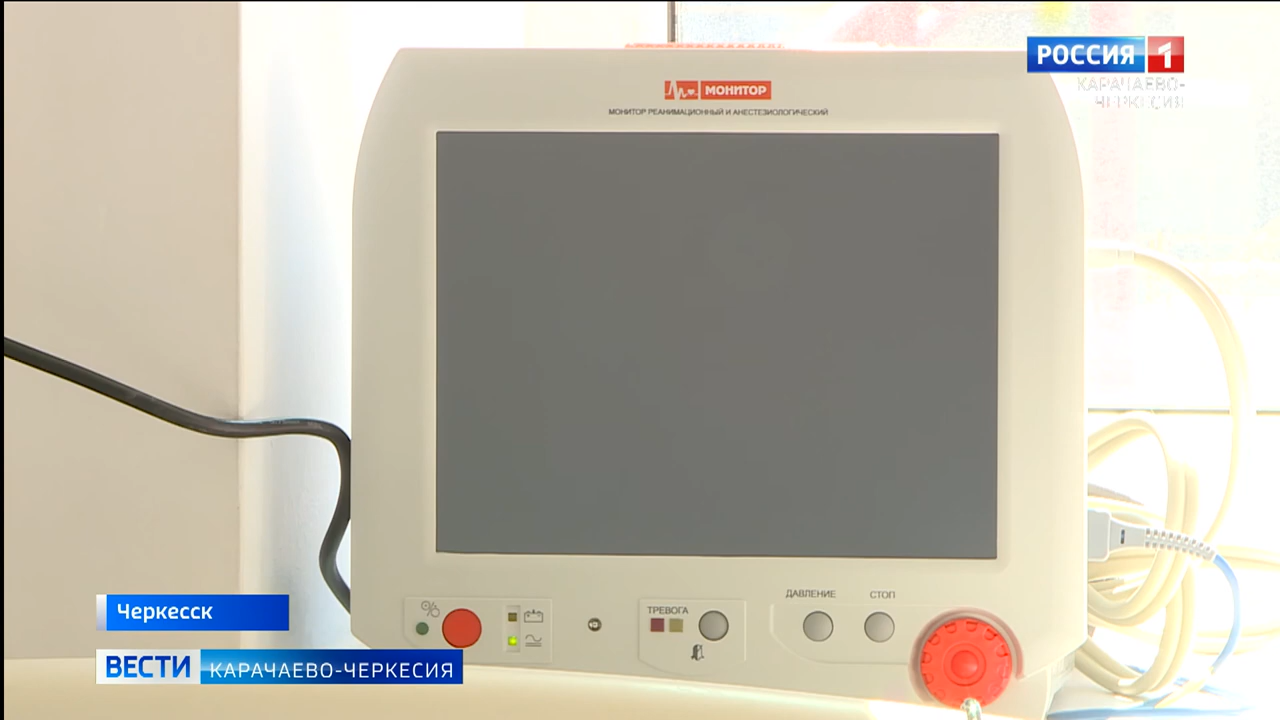 РОССИЯ 1
КАРАЧАЕВО-
ЧЕРКЕСИЯ
МОНИТОР
МОНИТОР РЕАНИМАЦИОННЫЙ И АНЕСТЕЗИОЛОГИЧЕСКИЙ
ДАВЛЕНИЕ
СТОП
ТРЕВОГА
Черкесск
ВЕСТИ КАРАЧАЕВО-ЧЕРКЕСИЯ